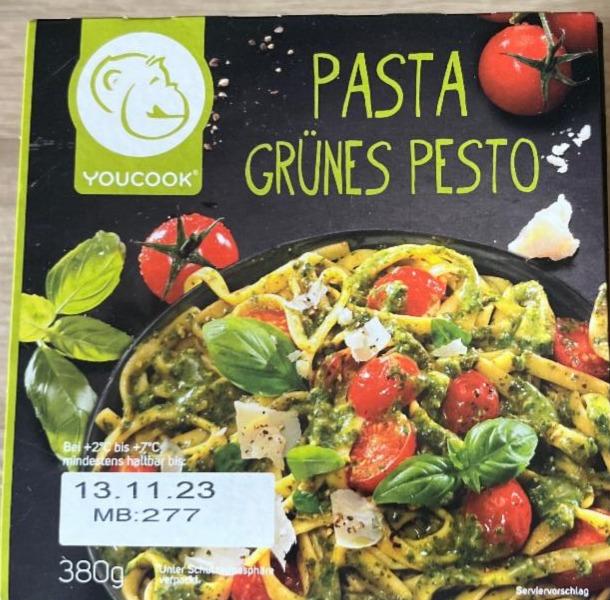 YOUCOOK®
PASTA
GRÜNES PESTO
Bei +2°C bis +7°C
mindestens haltbar bis:
13.11.23
MB:277
380g
Unter Schutzatmosphäre
verpackt.
Serviervorschlag